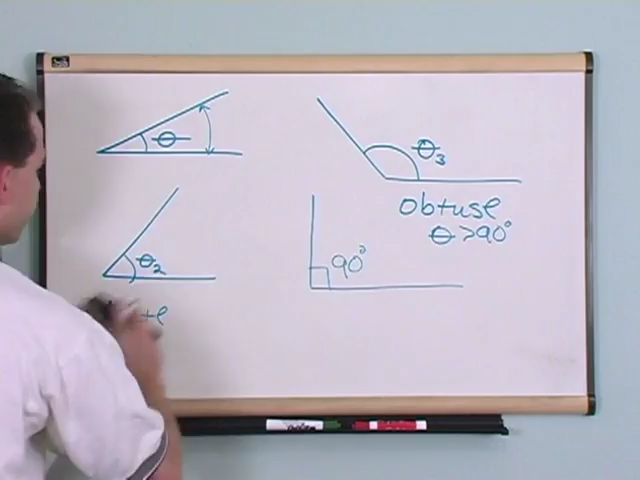 θ
θ₃
obtuse
θ > 90°
θ₂
90°